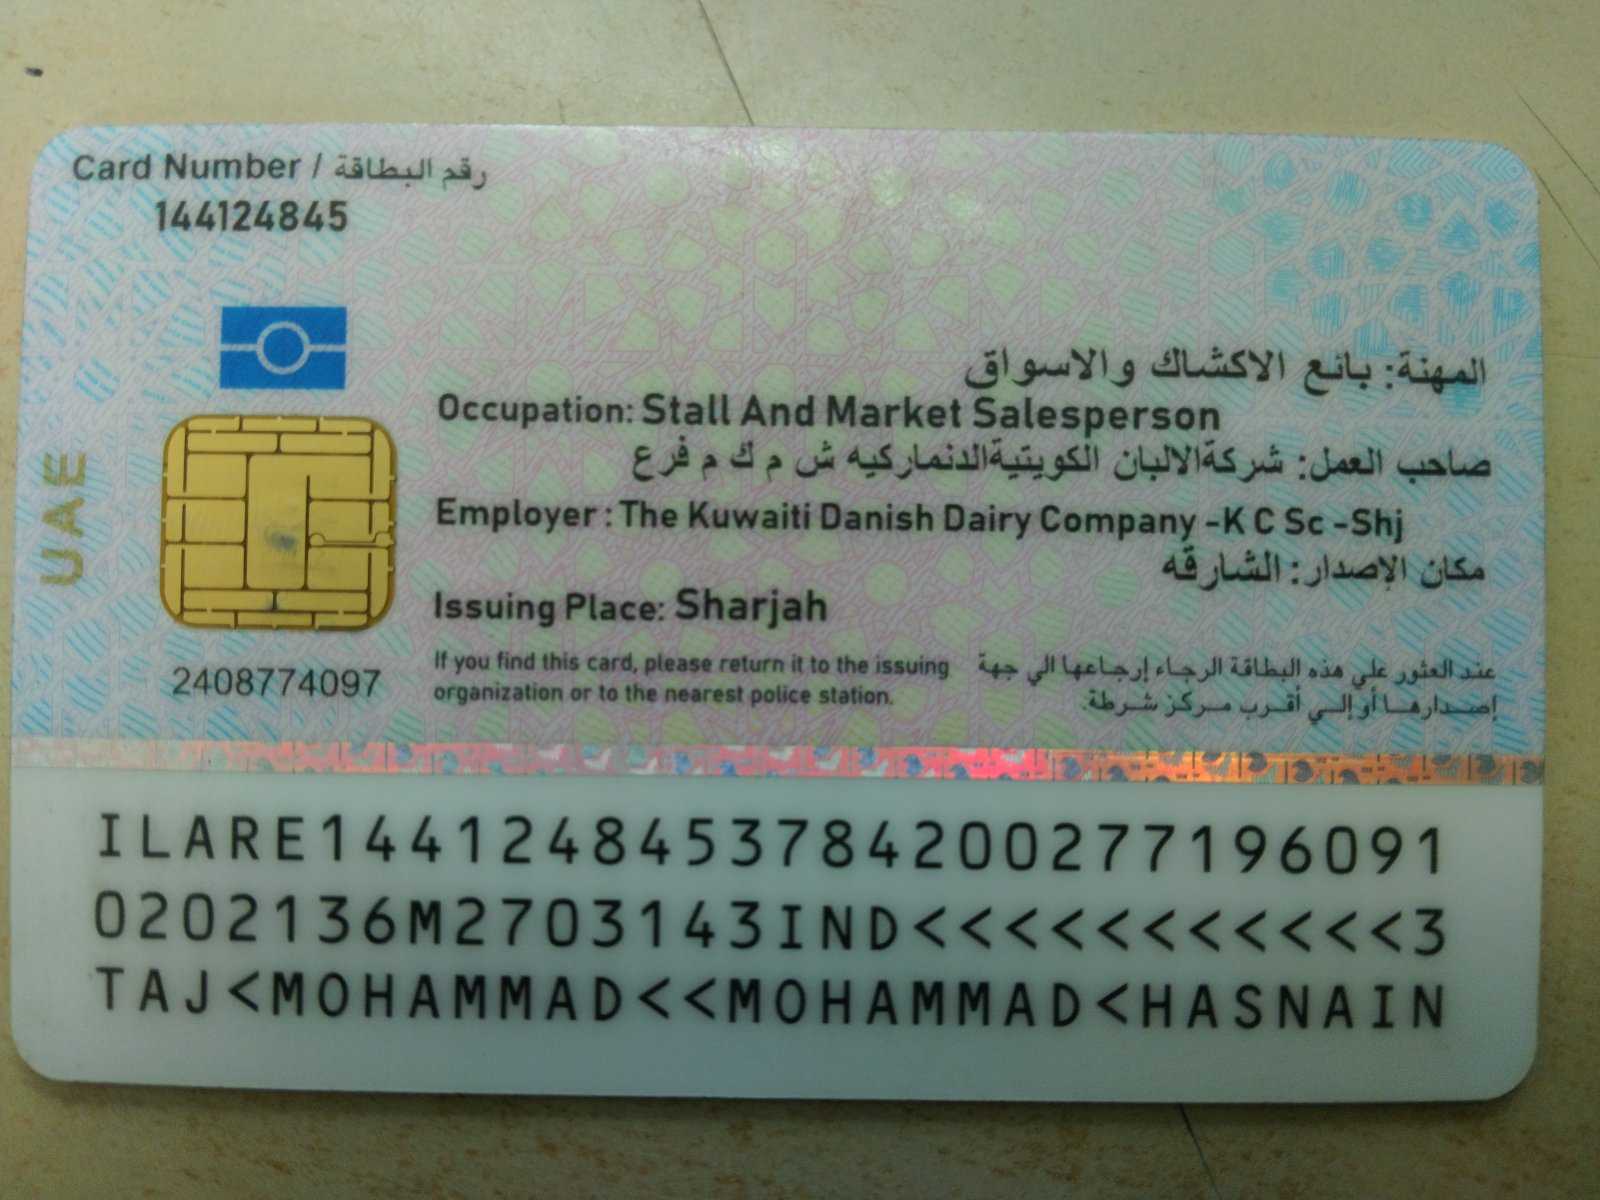 Card Number / رقم البطاقة
144124845
المهنة: بائع الاكشاك والاسواق
Occupation: Stall And Market Salesperson
صاحب العمل: شركةالالبان الكويتيةالدنماركيه ش م ك م فرع
Employer : The Kuwaiti Danish Dairy Company -K C Sc -Shj
مكان الإصدار: الشارقه
Issuing Place: Sharjah
UAE
2408774097
If you find this card, please return it to the issuing
organization or to the nearest police station.
عند العثور علي هذه البطاقة الرجاء إرجاعها الي جهة
إصدارها أو إلي أقرب مركز شرطة.
ILARE1441248453784200277196091
0202136M2703143IND<<<<<<<<<<<3
TAJ<MOHAMMAD<<MOHAMMAD<HASNAIN